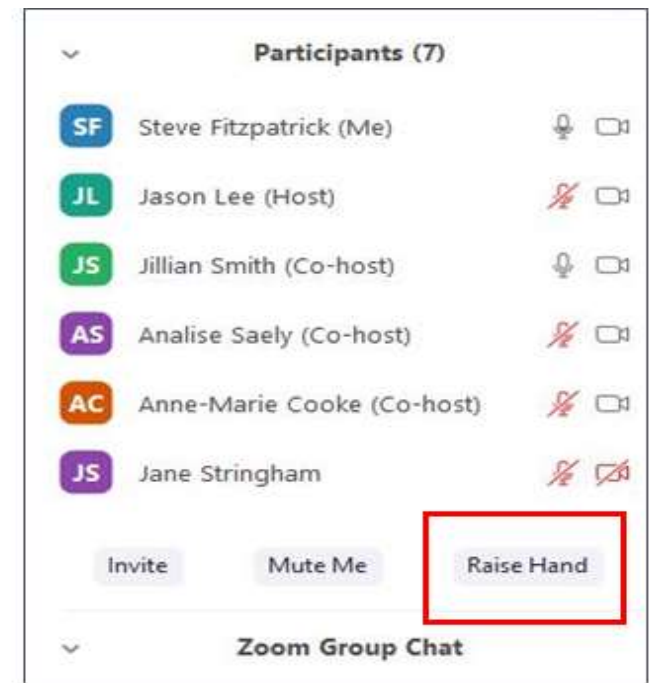 Participants (7)
SF Steve Fitzpatrick (Me)
JL Jason Lee (Host)
JS Jillian Smith (Co-host)
AS Analise Saely (Co-host)
AC Anne-Marie Cooke (Co-host)
JS Jane Stringham
Invite Mute Me Raise Hand
Zoom Group Chat